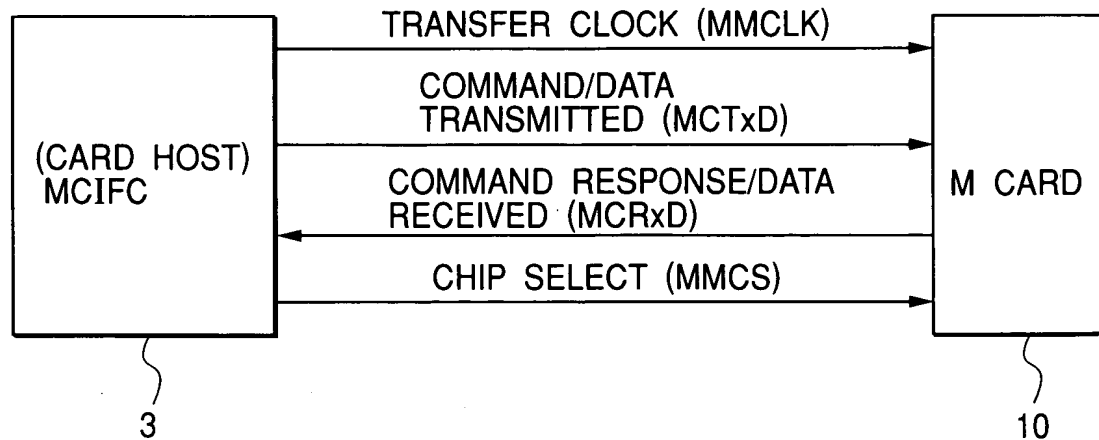 TRANSFER CLOCK (MMCLK)
COMMAND/DATA
TRANSMITTED (MCTxD)
(CARD HOST)
MCIFC
COMMAND RESPONSE/DATA
RECEIVED (MCRxD)
M CARD
CHIP SELECT (MMCS)
3
10